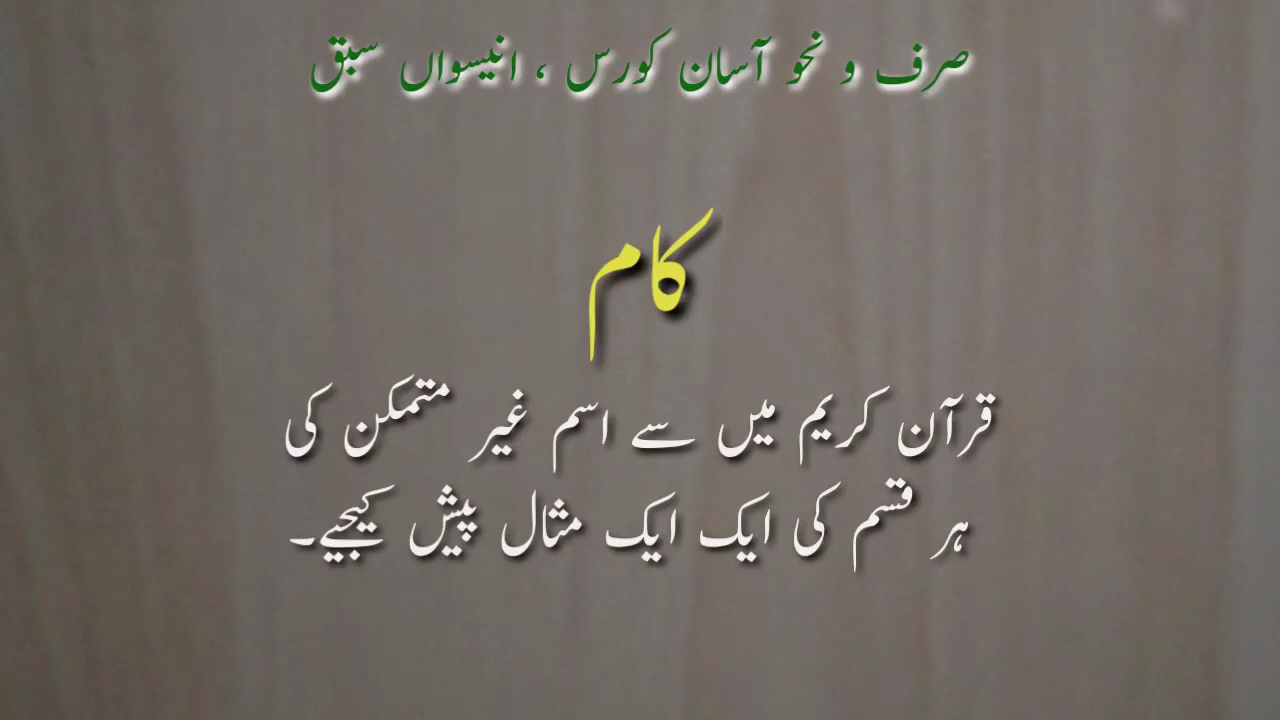 صرف و نحو آسان کورس ، انیسواں سبق
کام
قرآن کریم میں سے اسم غیر متمکن کی
ہر قسم کی ایک ایک مثال پیش کیجیے۔